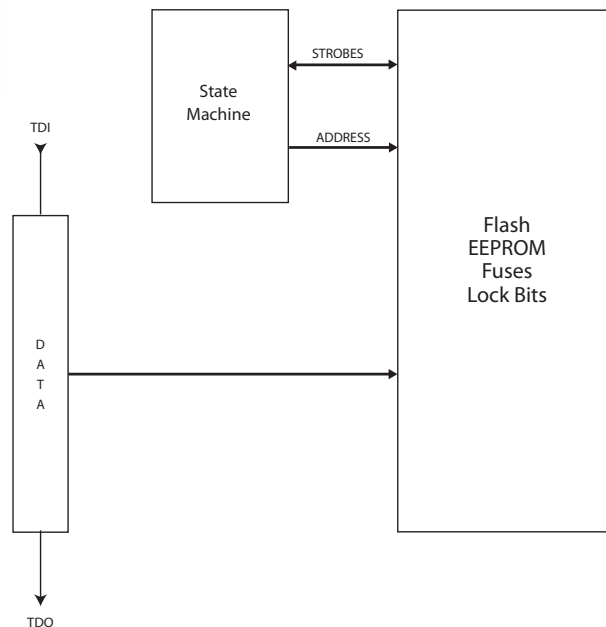 STROBES
State
Machine
ADDRESS
TDI
Flash
EEPROM
Fuses
Lock Bits
D
A
T
A
TDO